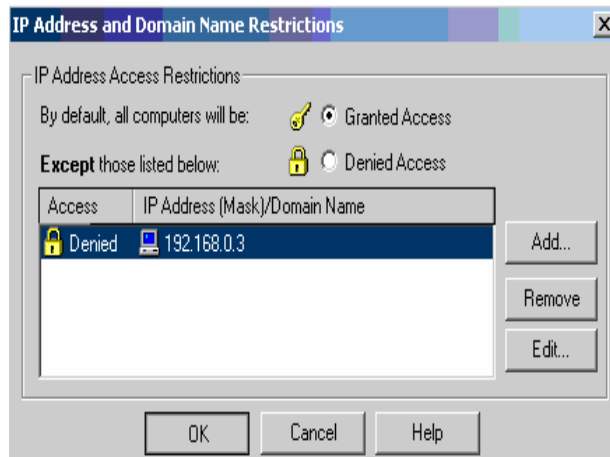 IP Address and Domain Name Restrictions
IP Address Access Restrictions
By default, all computers will be: Granted Access
Except those listed below: Denied Access
Access IP Address (Mask)/Domain Name
Denied 192.168.0.3
Add...
Remove
Edit...
OK Cancel Help